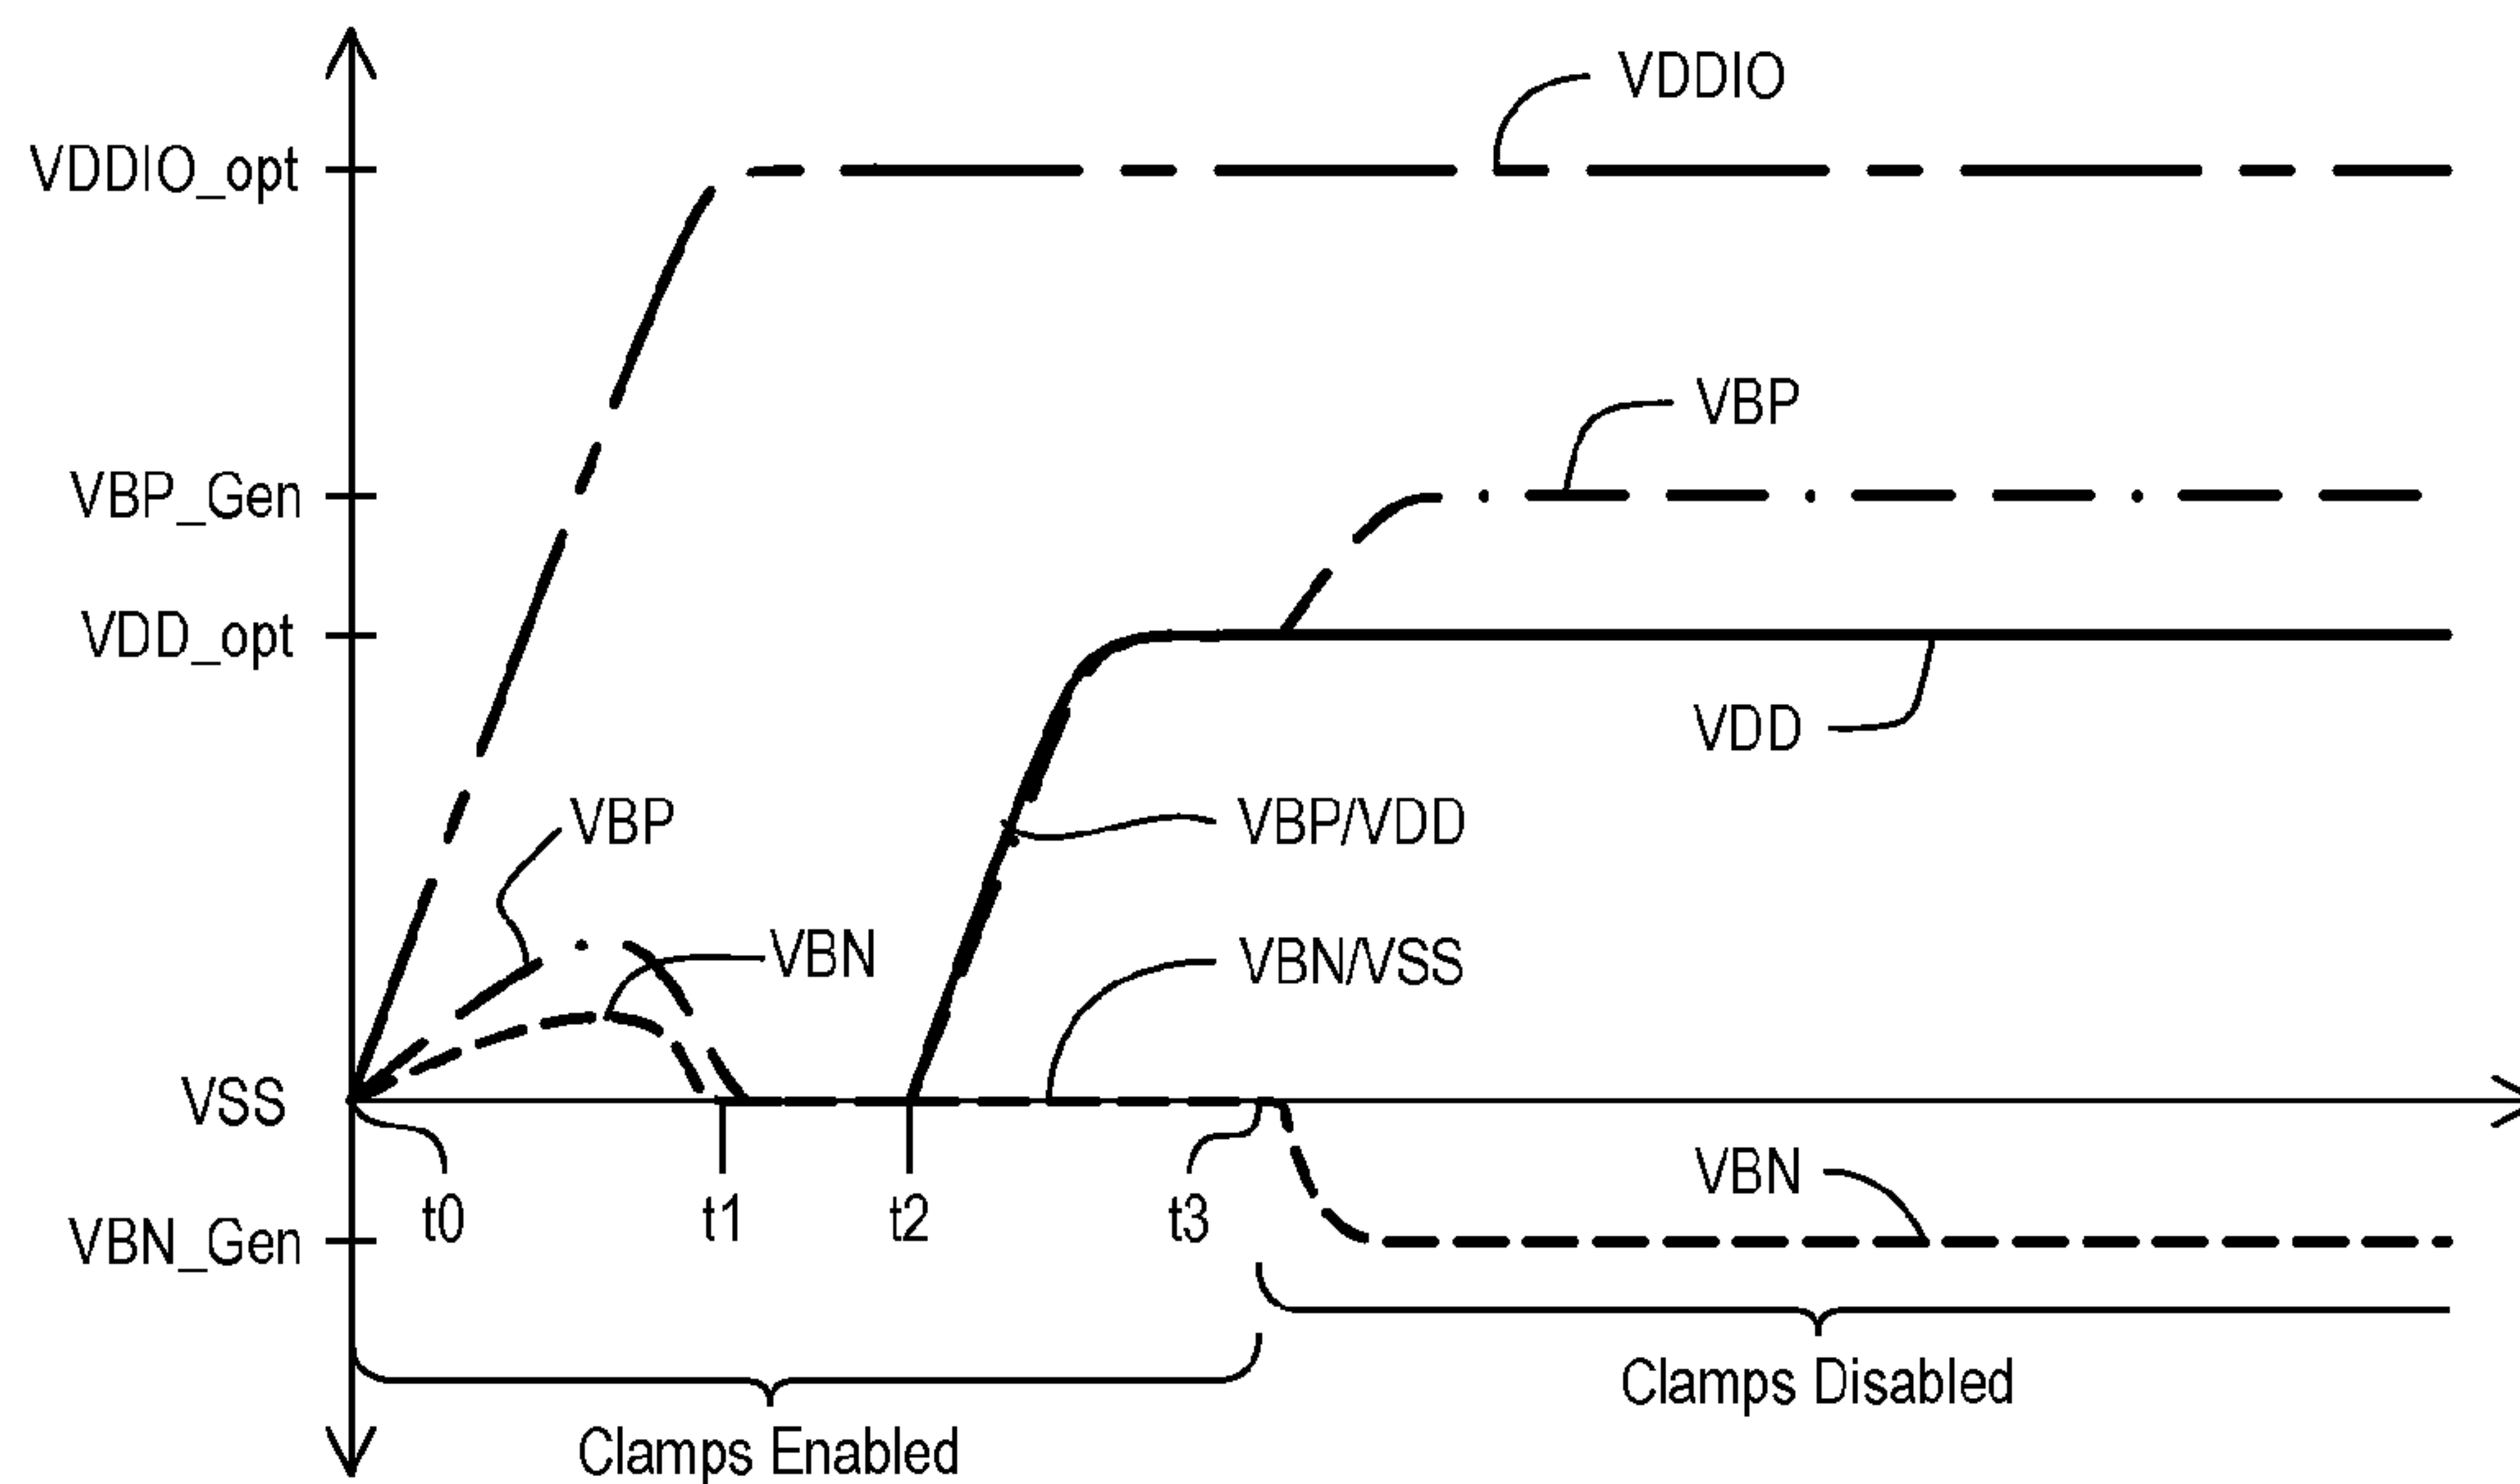 VDDIO
VDDIO_opt
VBP
VBP_Gen
VDD_opt
VDD
VBP
VBP/VDD
VBN
VBN/VSS
VSS
VBN
t0
t1
t2
t3
VBN_Gen
Clamps Disabled
Clamps Enabled